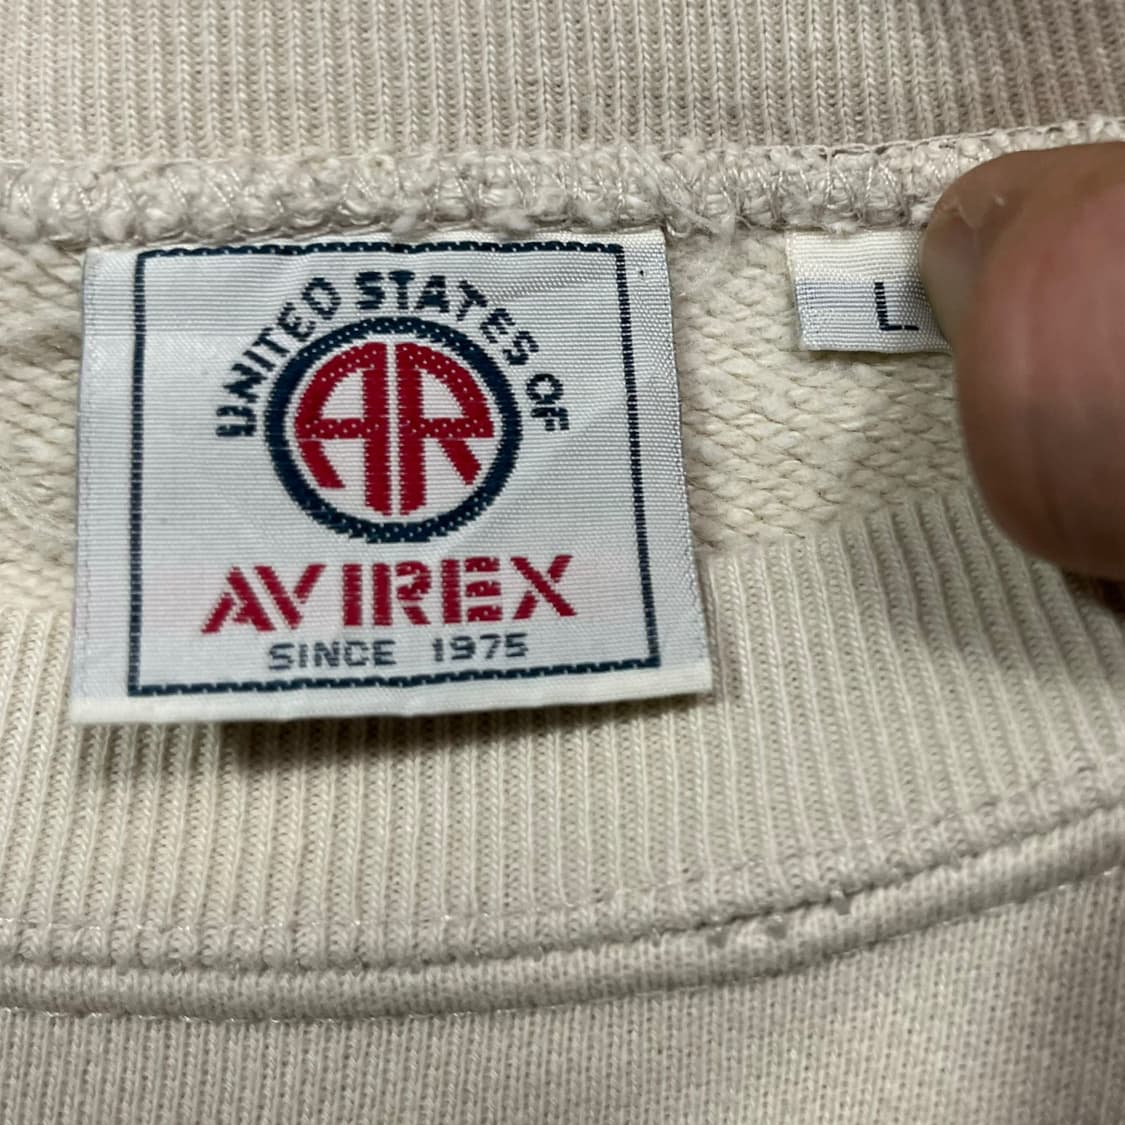 UNITED STATES OF
AR
AVIREX
SINCE 1975
L